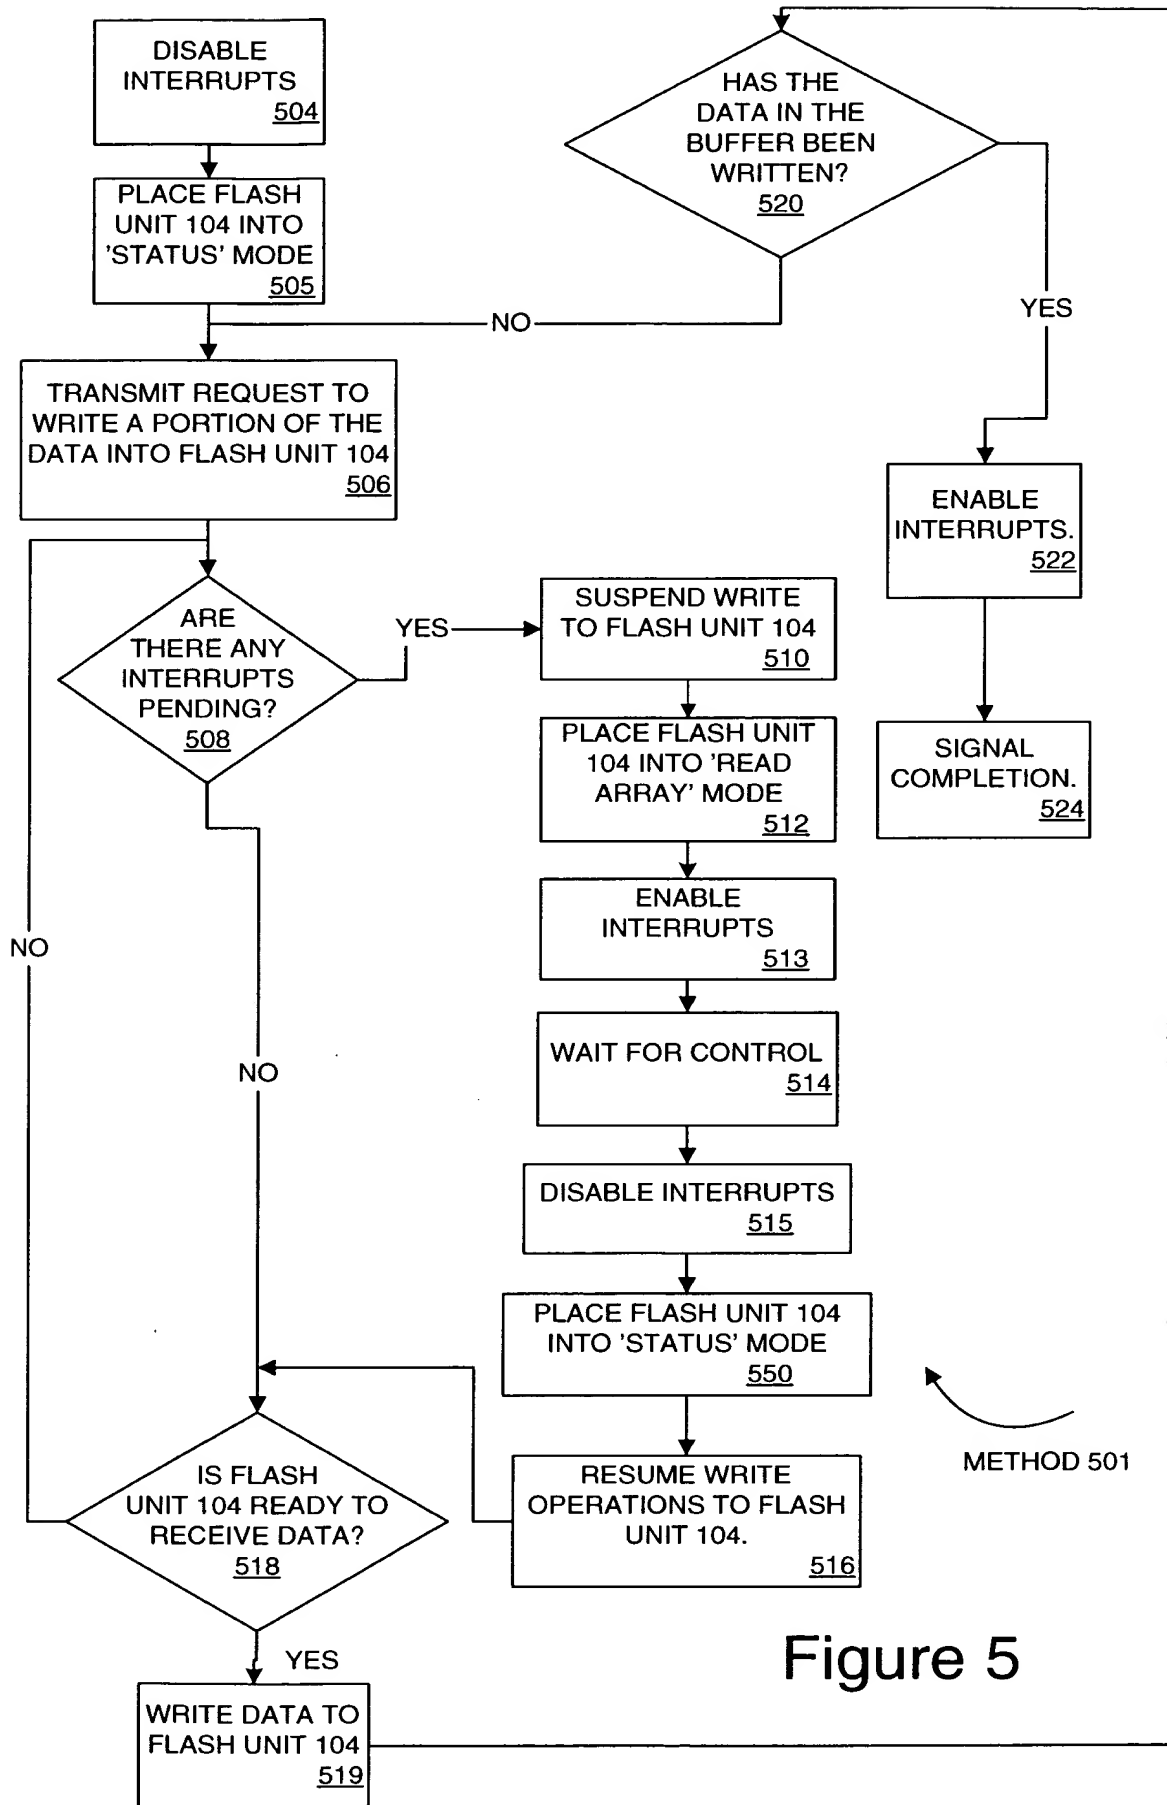 DISABLE
INTERRUPTS
504
PLACE FLASH
UNIT 104 INTO
'STATUS' MODE
505
HAS THE
DATA IN THE
BUFFER BEEN
WRITTEN?
520
NO
YES
TRANSMIT REQUEST TO
WRITE A PORTION OF THE
DATA INTO FLASH UNIT 104
506
ENABLE
INTERRUPTS.
522
ARE
THERE ANY
INTERRUPTS
PENDING?
508
YES
SUSPEND WRITE
TO FLASH UNIT 104
510
PLACE FLASH UNIT
104 INTO 'READ
ARRAY' MODE
512
SIGNAL
COMPLETION.
524
ENABLE
INTERRUPTS
513
NO
WAIT FOR CONTROL
514
NO
DISABLE INTERRUPTS
515
PLACE FLASH UNIT 104
INTO 'STATUS' MODE
550
METHOD 501
IS FLASH
UNIT 104 READY TO
RECEIVE DATA?
518
RESUME WRITE
OPERATIONS TO FLASH
UNIT 104.
516
YES
Figure 5
WRITE DATA TO
FLASH UNIT 104
519